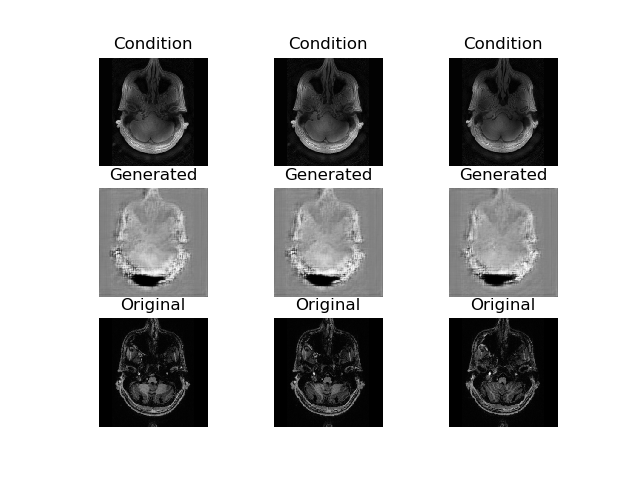 Condition Condition Condition
Generated Generated Generated
Original Original Original